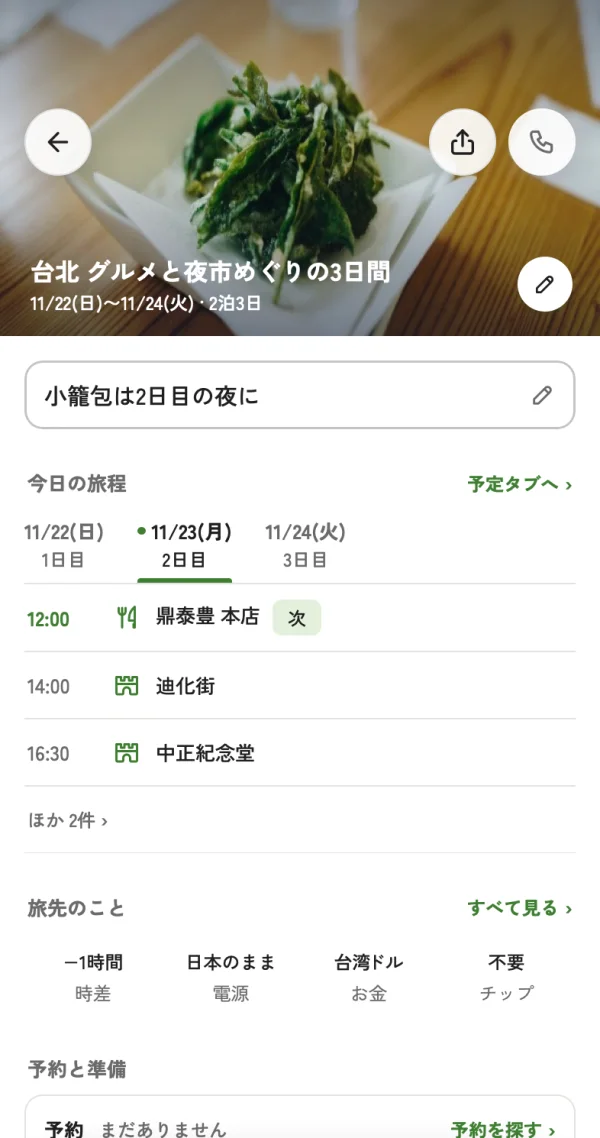 台北 グルメと夜市めぐりの3日間
11/22(日)〜11/24(火)・2泊3日
小籠包は2日目の夜に
今日の旅程
予定タブへ ›
11/22(日)
1日目
11/23(月)
2日目
11/24(火)
3日目
12:00 鼎泰豊 本店 次
14:00 迪化街
16:30 中正紀念堂
ほか 2件 ›
旅先のこと
すべて見る ›
−1時間
時差
日本のまま
電源
台湾ドル
お金
不要
チップ
予約と準備
予約 まだありません 予約を探す ›